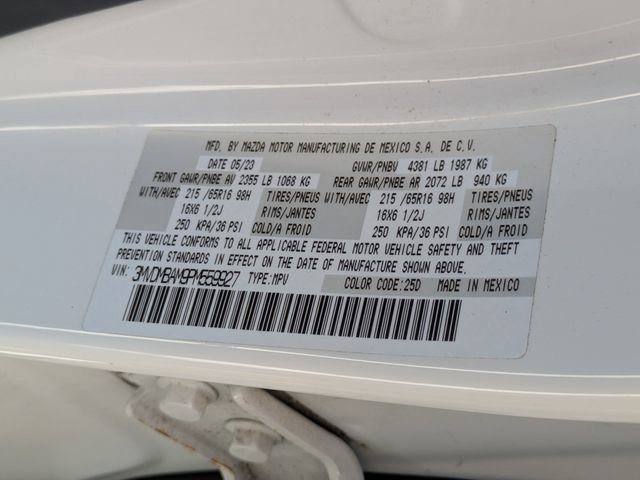 MFD. BY MAZDA MOTOR MANUFACTURING DE MEXICO S.A. DE C.V.
DATE 05/23 GVWR/PNBV 4381 LB 1987 KG
FRONT GAWR/PNBE AV 2355 LB 1068 KG REAR GAWR/PNBE AR 2072 LB 940 KG
WITH/AVEC 215 /65R16 98H TIRES/PNEUS WITH/AVEC 215 /65R16 98H TIRES/PNEUS
16X6 1/2J RIMS/JANTES 16X6 1/2J RIMS/JANTES
250 KPA/36 PSI COLD/A FROID 250 KPA/36 PSI COLD/A FROID
THIS VEHICLE CONFORMS TO ALL APPLICABLE FEDERAL MOTOR VEHICLE SAFETY AND THEFT
PREVENTION STANDARDS IN EFFECT ON THE DATE OF MANUFACTURE SHOWN ABOVE.
VIN: 3MVDMBAM9PM559927 TYPE:MPV COLOR CODE:25D MADE IN MEXICO